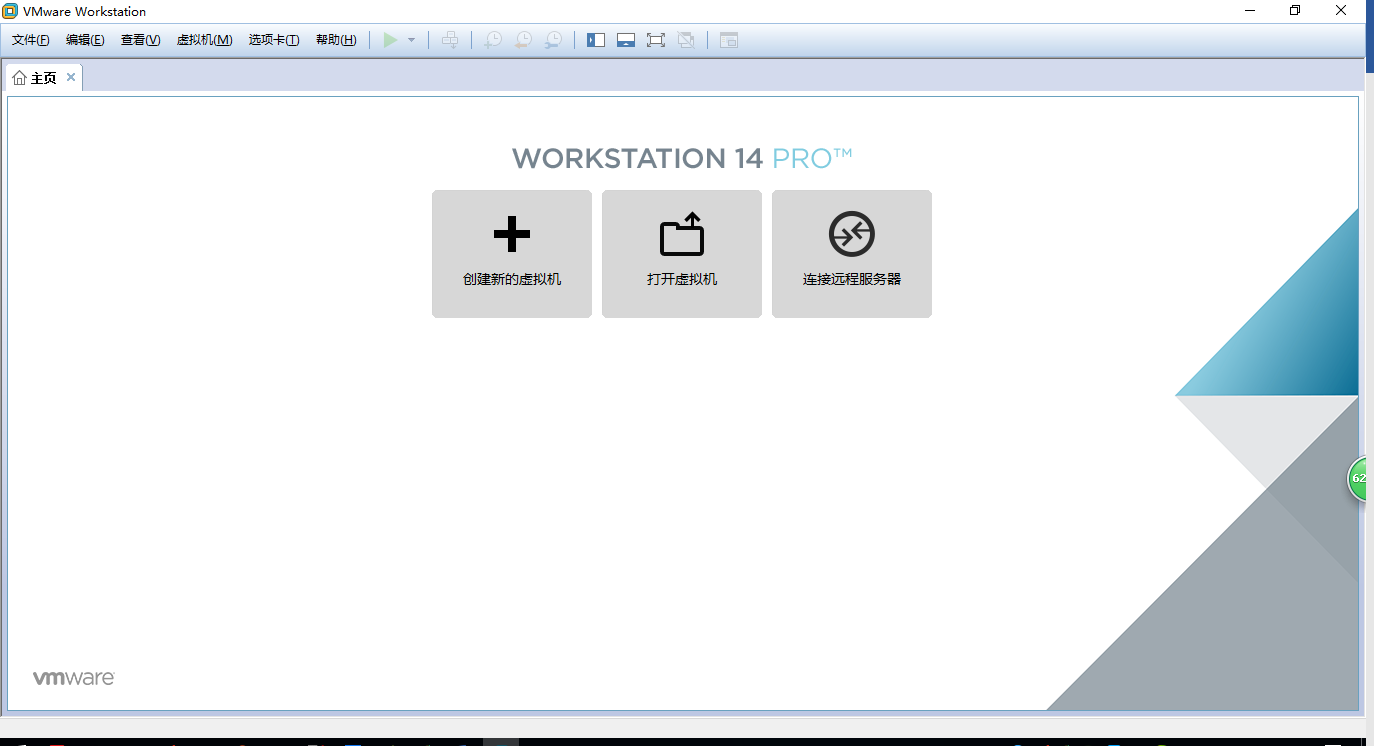 VMware Workstation
文件(F) 编辑(E) 查看(V) 虚拟机(M) 选项卡(T) 帮助(H)
主页
WORKSTATION 14 PRO™
创建新的虚拟机 打开虚拟机 连接远程服务器
62
vmware